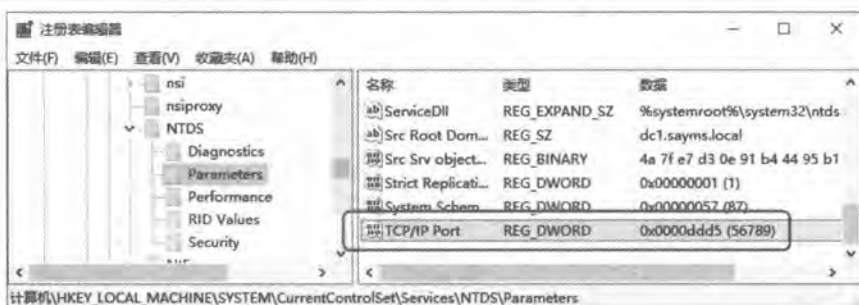 注册表编辑器
文件(F) 编辑(E) 查看(V) 收藏夹(A) 帮助(H)
nsi
nsiproxy
NTDS
Diagnostics
Parameters
Performance
RID Values
Security
名称 类型 数据
ServiceDll REG_EXPAND_SZ %systemroot%\system32\ntds
Src Root Dom... REG_SZ dc1.sayms.local
Src Srv object... REG_BINARY 4a 7f e7 d3 0e 91 b4 44 95 b1
Strict Replicati... REG_DWORD 0x00000001 (1)
System Schem... REG_DWORD 0x00000057 (87)
TCP/IP Port REG_DWORD 0x0000ddd5 (56789)
计算机\HKEY_LOCAL_MACHINE\SYSTEM\CurrentControlSet\Services\NTDS\Parameters